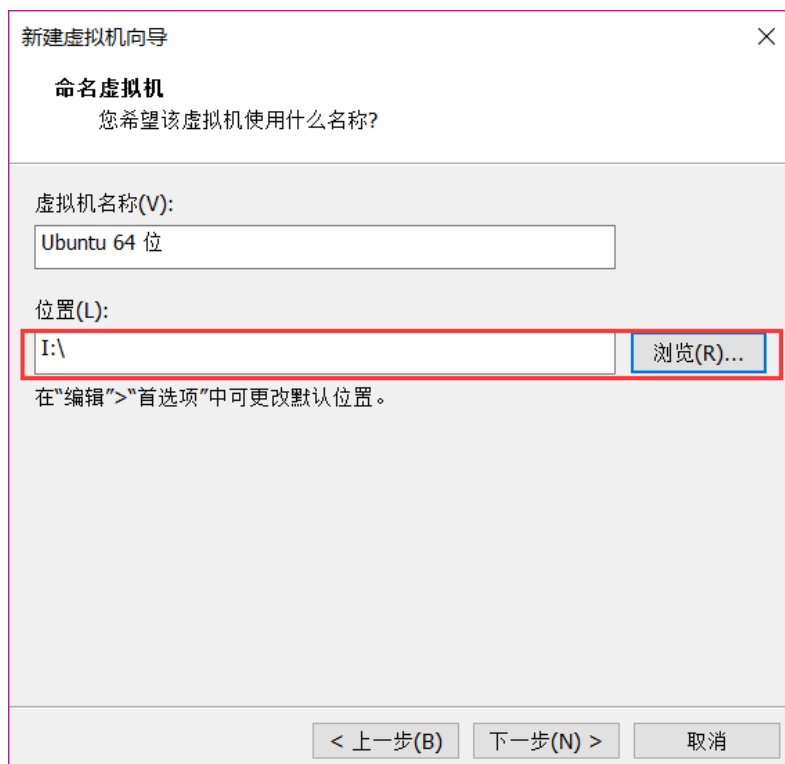 新建虚拟机向导
命名虚拟机
您希望该虚拟机使用什么名称?
虚拟机名称(V):
Ubuntu 64 位
位置(L):
I:\
浏览(R)...
在“编辑”>“首选项”中可更改默认位置。
< 上一步(B)
下一步(N) >
取消